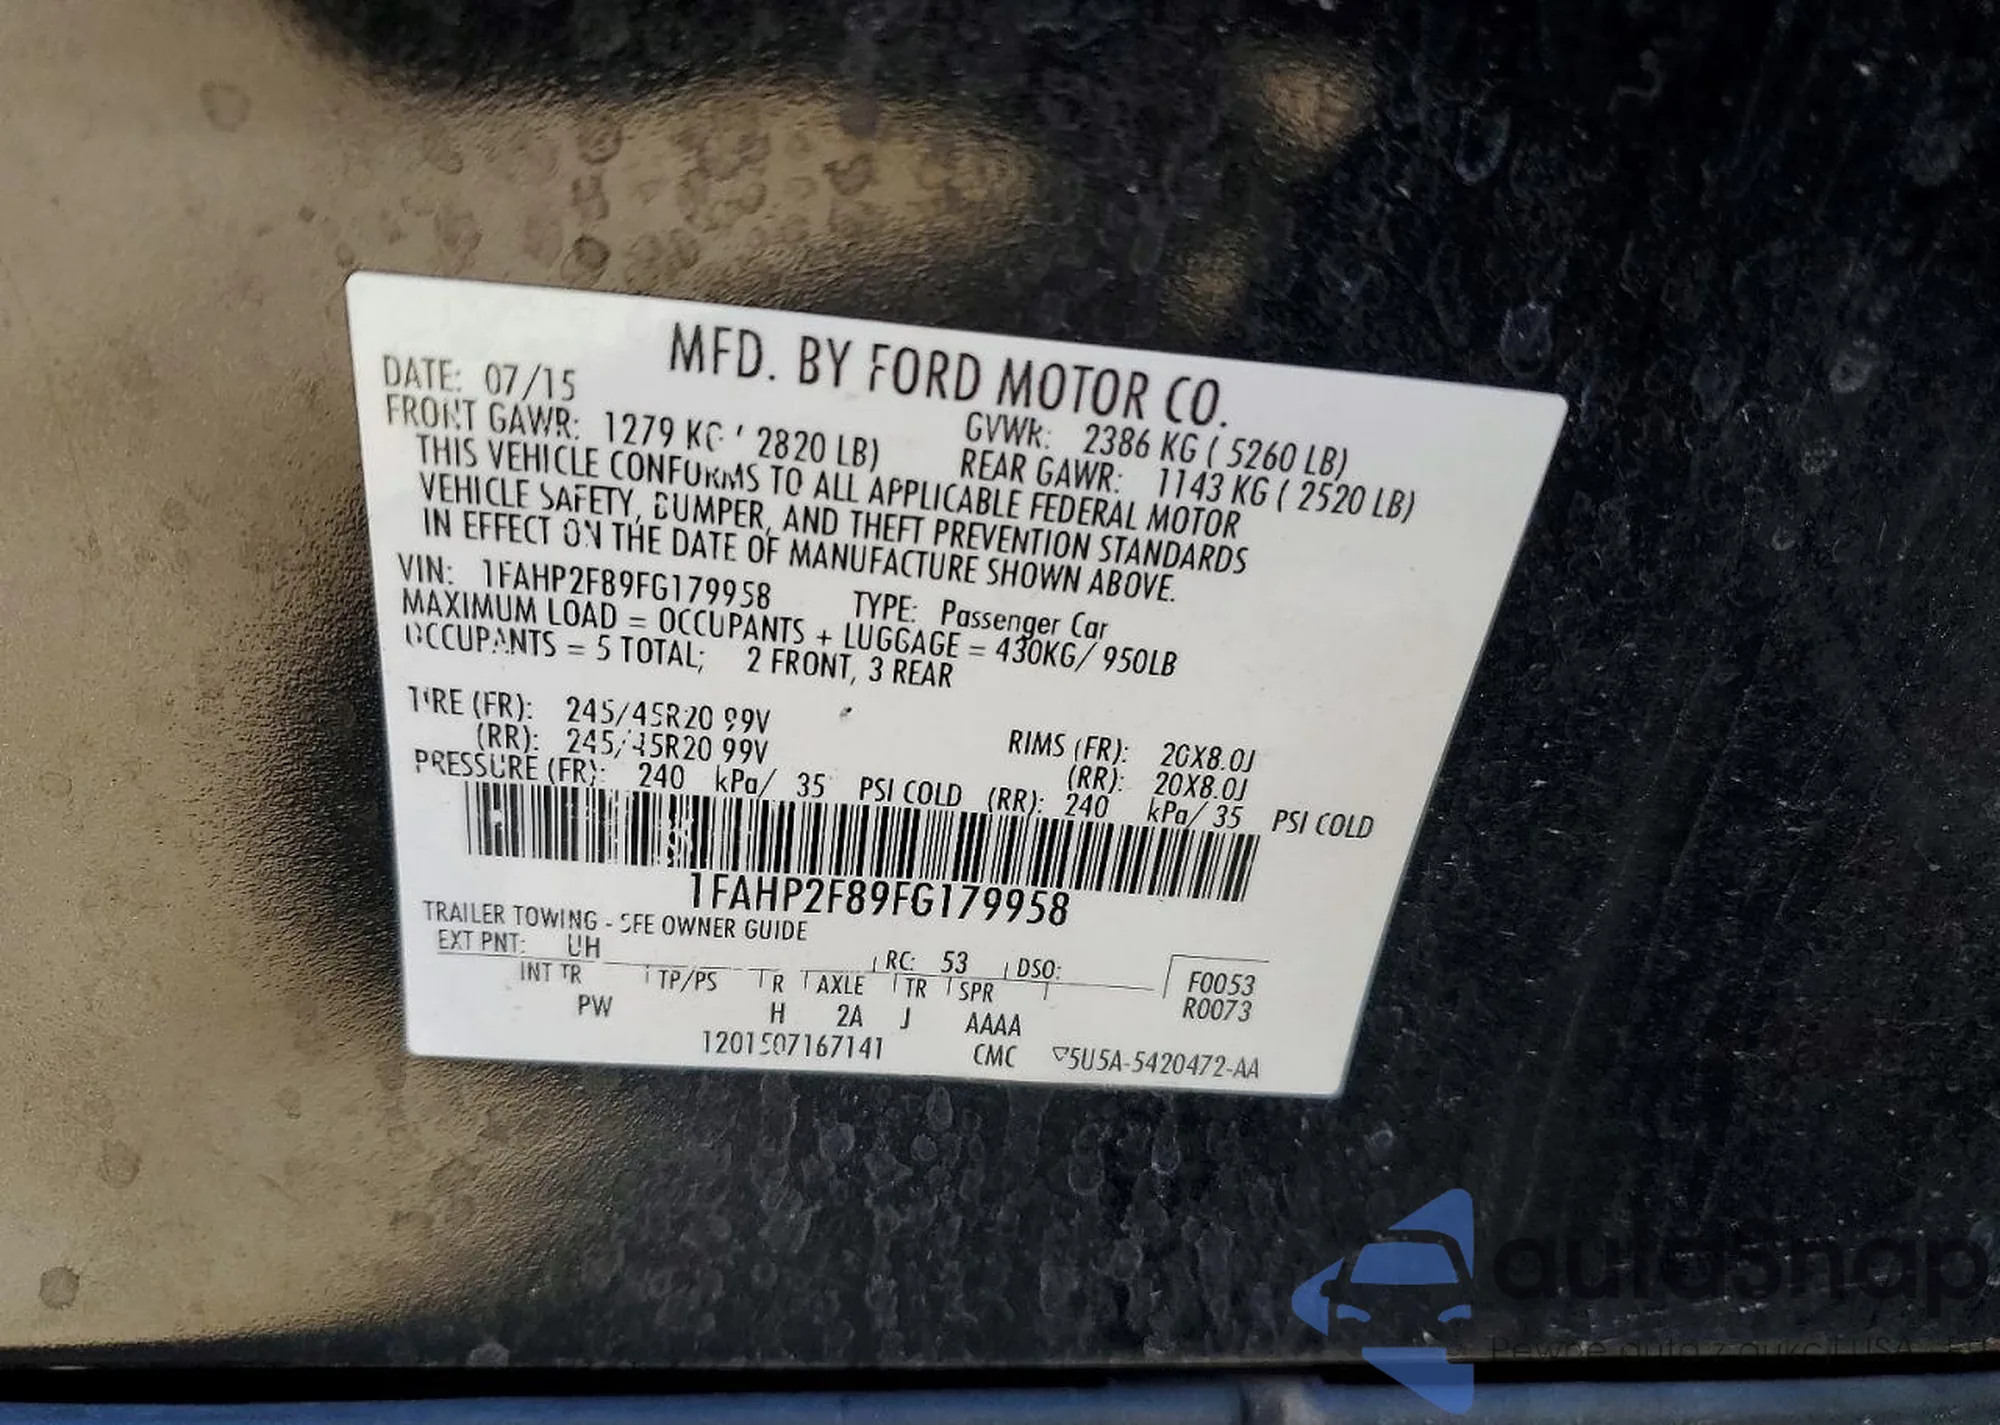 MFD. BY FORD MOTOR CO.
DATE: 07/15
GVWR: 2386 KG ( 5260 LB)
FRONT GAWR: 1279 KG ( 2820 LB)
REAR GAWR: 1143 KG ( 2520 LB)
THIS VEHICLE CONFORMS TO ALL APPLICABLE FEDERAL MOTOR
VEHICLE SAFETY, BUMPER, AND THEFT PREVENTION STANDARDS
IN EFFECT ON THE DATE OF MANUFACTURE SHOWN ABOVE.
VIN: 1FAHP2F89FG179958 TYPE: Passenger Car
MAXIMUM LOAD = OCCUPANTS + LUGGAGE = 430KG/ 950LB
OCCUPANTS = 5 TOTAL; 2 FRONT, 3 REAR
TIRE (FR): 245/45R20 99V RIMS (FR): 20X8.0J
(RR): 245/45R20 99V (RR): 20X8.0J
PRESSURE (FR): 240 kPa/ 35 PSI COLD (RR): 240 kPa/ 35 PSI COLD
1FAHP2F89FG179958
TRAILER TOWING - SEE OWNER GUIDE
EXT PNT: UH RC: 53 DSO:
INT TR TP/PS R AXLE TR SPR F0053
PW H 2A J AAAA R0073
1201507167141 CMC 5U5A-5420472-AA
autosnap
Pewne auta z aukcji USA